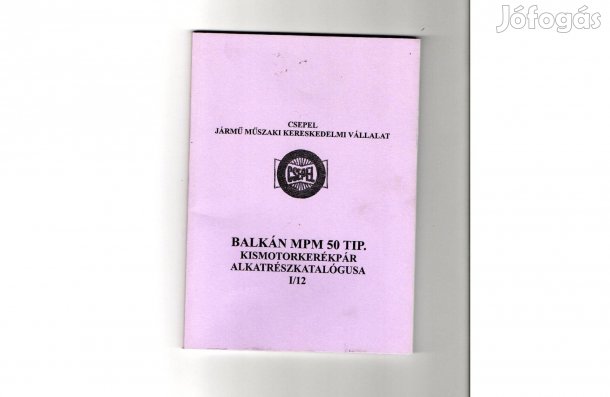 Jófogás
CSEPEL
JÁRMŰ MŰSZAKI KERESKEDELMI VÁLLALAT
CSEPEL
BALKÁN MPM 50 TIP.
KISMOTORKERÉKPÁR
ALKATRÉSZKATALÓGUSA
I/12